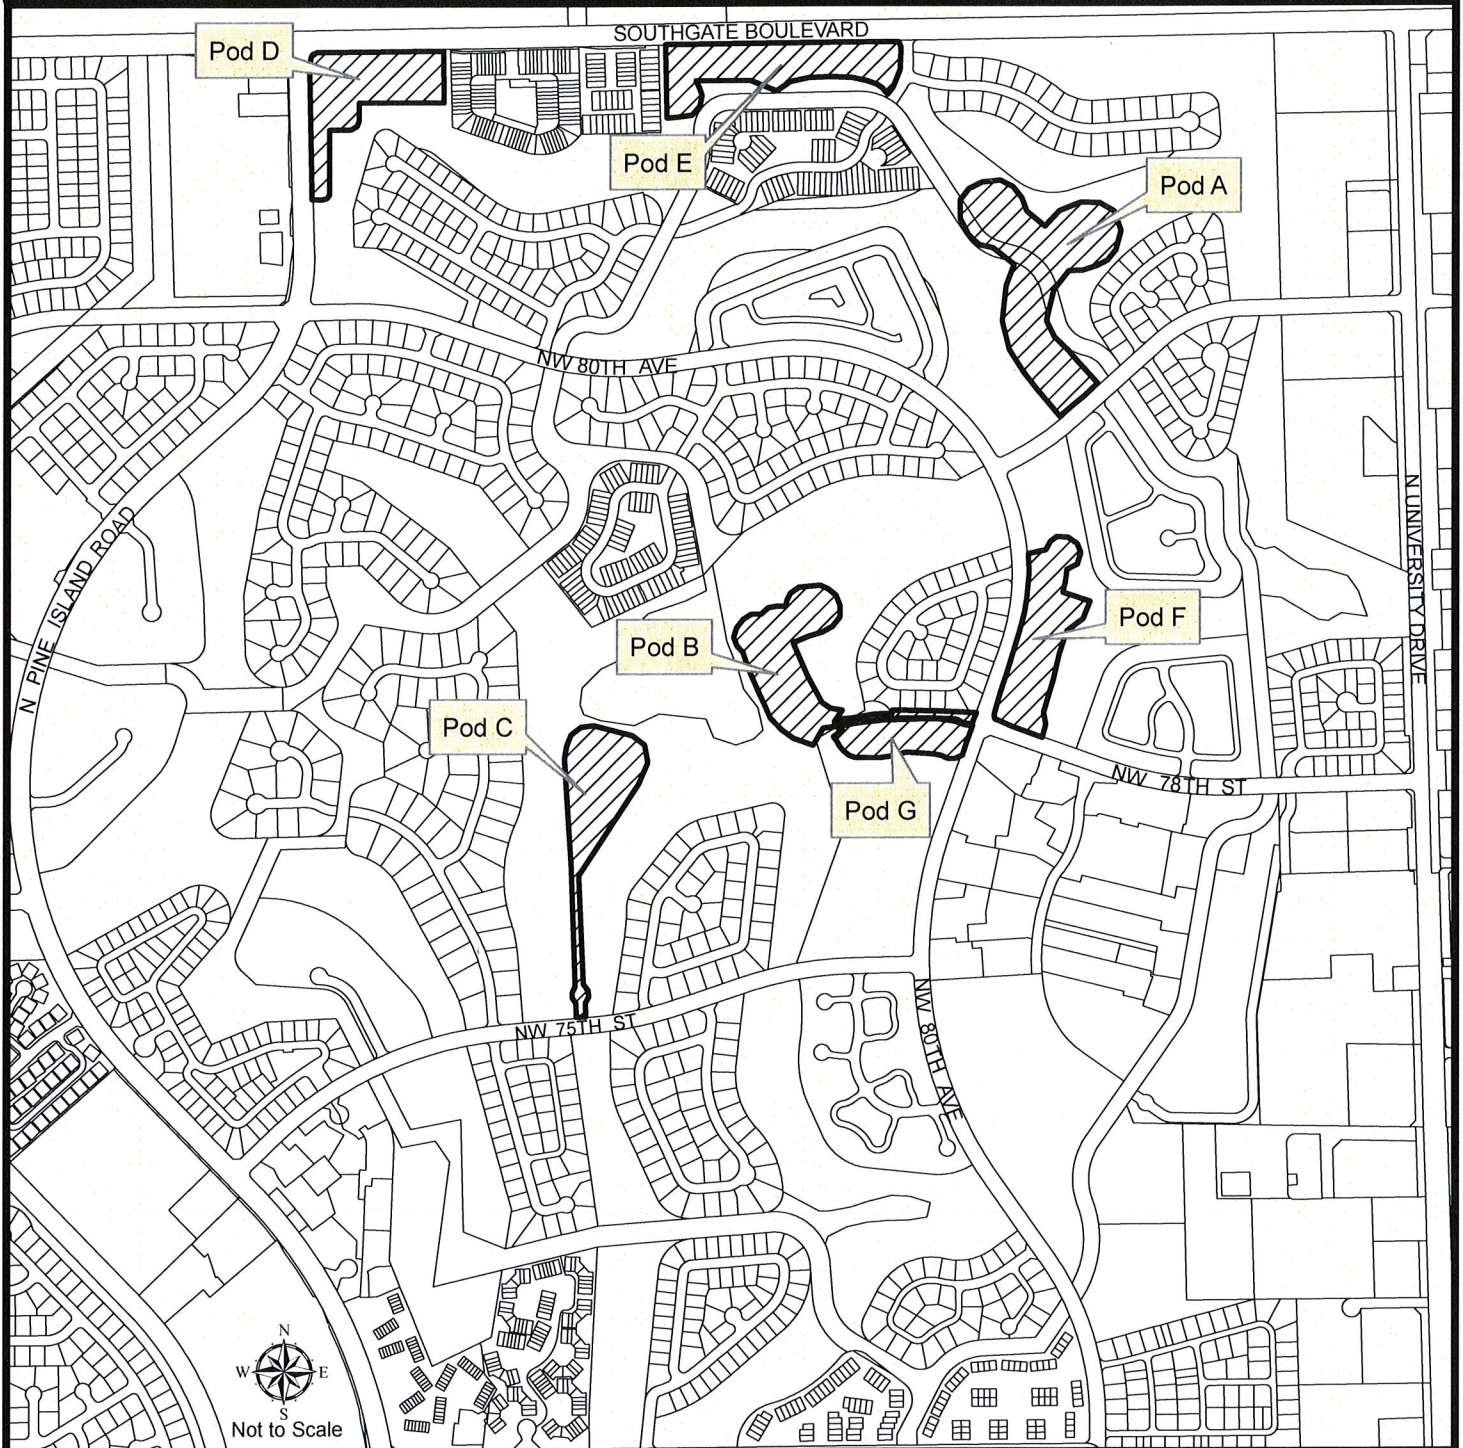 SOUTHGATE BOULEVARD
Pod D
Pod E
Pod A
NW 80TH AVE
N PINE ISLAND ROAD
N UNIVERSITY DRIVE
Pod F
Pod B
Pod C
NW 78TH ST
Pod G
NW 75TH ST
NW 80TH AVE
N
W E
S
Not to Scale